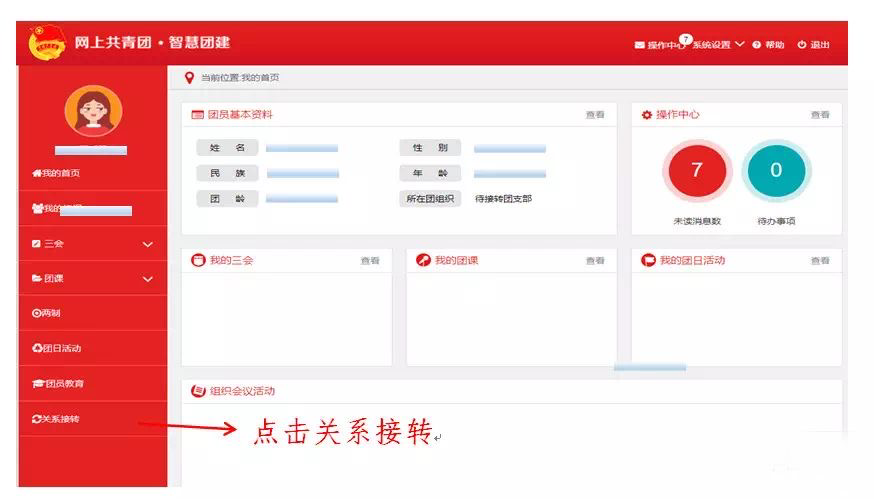 网上共青团·智慧团建
操作中心 7 系统设置 帮助 退出
当前位置:我的首页
团员基本资料 查看
姓 名
性 别
民 族
年 龄
团 龄
所在团组织 待接转团支部
操作中心 查看
7 0
未读消息数 待办事项
我的首页
我的
三会
团课
两制
团日活动
团员教育
关系接转
我的三会 查看
我的团课 查看
我的团日活动 查看
组织会议活动
点击关系接转